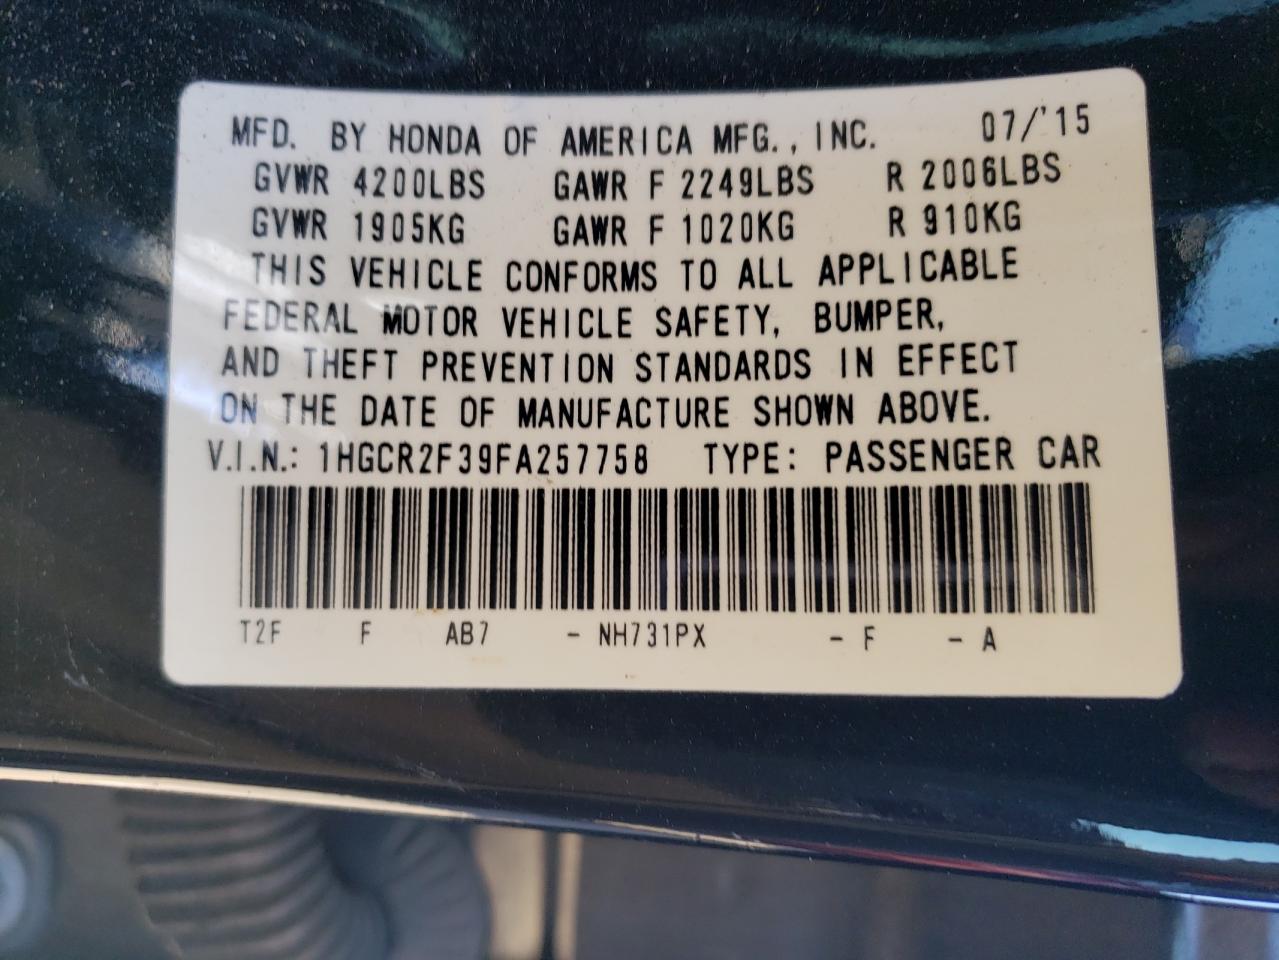 MFD. BY HONDA OF AMERICA MFG., INC. 07/'15
GVWR 4200LBS GAWR F 2249LBS R 2006LBS
GVWR 1905KG GAWR F 1020KG R 910KG
THIS VEHICLE CONFORMS TO ALL APPLICABLE
FEDERAL MOTOR VEHICLE SAFETY, BUMPER,
AND THEFT PREVENTION STANDARDS IN EFFECT
ON THE DATE OF MANUFACTURE SHOWN ABOVE.
V.I.N.: 1HGCR2F39FA257758 TYPE: PASSENGER CAR
T2F F AB7 - NH731PX - F - A